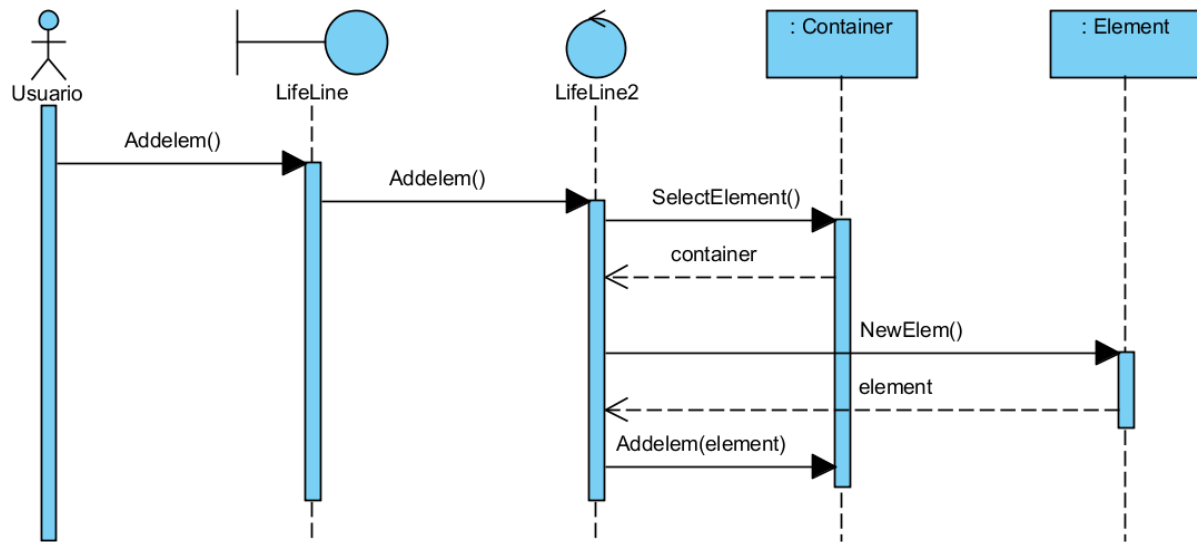 : Container
: Element
Usuario
LifeLine
LifeLine2
Addelem()
Addelem()
SelectElement()
container
NewElem()
element
Addelem(element)